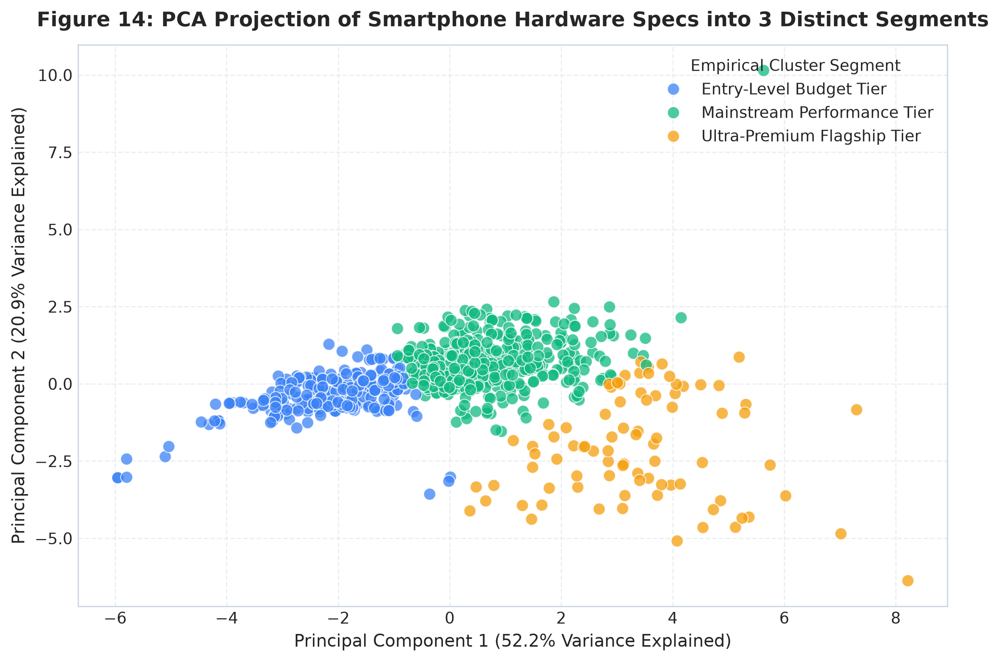 Figure 14: PCA Projection of Smartphone Hardware Specs into 3 Distinct Segments
Empirical Cluster Segment
Entry-Level Budget Tier
Mainstream Performance Tier
Ultra-Premium Flagship Tier
Principal Component 2 (20.9% Variance Explained)
10.0
7.5
5.0
2.5
0.0
−2.5
−5.0
−6 −4 −2 0 2 4 6 8
Principal Component 1 (52.2% Variance Explained)